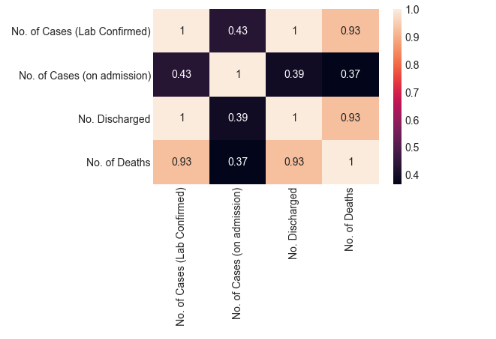 No. of Cases (Lab Confirmed) 1 0.43 1 0.93
No. of Cases (on admission) 0.43 1 0.39 0.37
No. Discharged 1 0.39 1 0.93
No. of Deaths 0.93 0.37 0.93 1
No. of Cases (Lab Confirmed)
No. of Cases (on admission)
No. Discharged
No. of Deaths
1.0
0.9
0.8
0.7
0.6
0.5
0.4